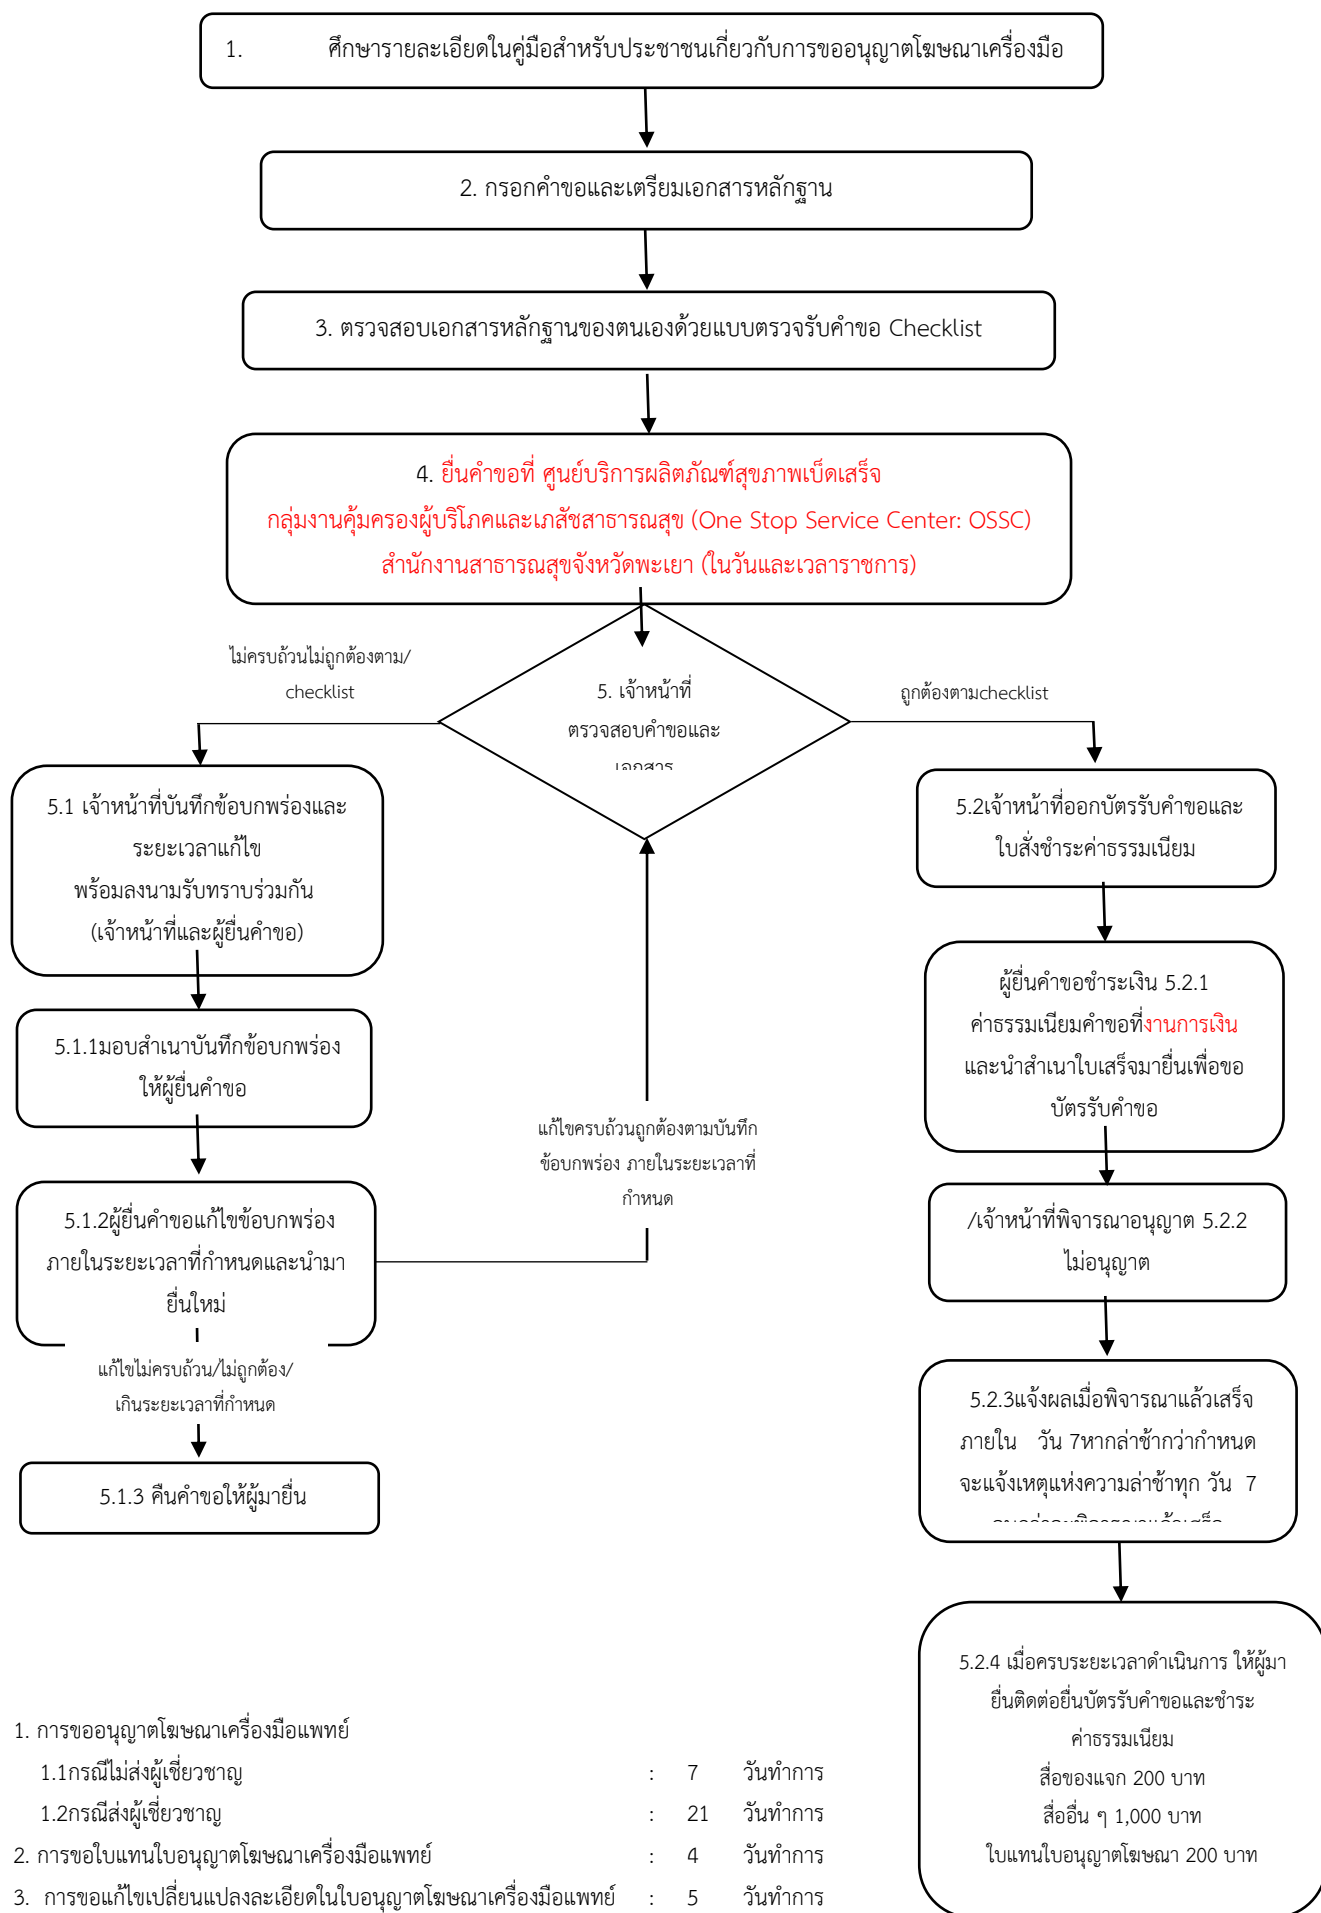 1. ศึกษารายละเอียดในคู่มือสำหรับประชาชนเกี่ยวกับการขออนุญาตโฆษณาเครื่องมือ
2. กรอกคำขอและเตรียมเอกสารหลักฐาน
3. ตรวจสอบเอกสารหลักฐานของตนเองด้วยแบบตรวจรับคำขอ Checklist
4. ยื่นคำขอที่ ศูนย์บริการผลิตภัณฑ์สุขภาพเบ็ดเสร็จ
กลุ่มงานคุ้มครองผู้บริโภคและเภสัชสาธารณสุข (One Stop Service Center: OSSC)
สำนักงานสาธารณสุขจังหวัดพะเยา (ในวันและเวลาราชการ)
ไม่ครบถ้วนไม่ถูกต้องตาม/
checklist
5. เจ้าหน้าที่
ตรวจสอบคำขอและ
เอกสาร
ถูกต้องตามchecklist
5.1 เจ้าหน้าที่บันทึกข้อบกพร่องและ
ระยะเวลาแก้ไข
พร้อมลงนามรับทราบร่วมกัน
(เจ้าหน้าที่และผู้ยื่นคำขอ)
5.1.1มอบสำเนาบันทึกข้อบกพร่อง
ให้ผู้ยื่นคำขอ
5.1.2ผู้ยื่นคำขอแก้ไขข้อบกพร่อง
ภายในระยะเวลาที่กำหนดและนำมา
ยื่นใหม่
แก้ไขไม่ครบถ้วน/ไม่ถูกต้อง/
เกินระยะเวลาที่กำหนด
5.1.3 คืนคำขอให้ผู้มายื่น
แก้ไขครบถ้วนถูกต้องตามบันทึก
ข้อบกพร่อง ภายในระยะเวลาที่
กำหนด
5.2เจ้าหน้าที่ออกบัตรรับคำขอและ
ใบสั่งชำระค่าธรรมเนียม
ผู้ยื่นคำขอชำระเงิน 5.2.1
ค่าธรรมเนียมคำขอที่งานการเงิน
และนำสำเนาใบเสร็จมายื่นเพื่อขอ
บัตรรับคำขอ
/เจ้าหน้าที่พิจารณาอนุญาต 5.2.2
ไม่อนุญาต
5.2.3แจ้งผลเมื่อพิจารณาแล้วเสร็จ
ภายใน วัน 7หากล่าช้ากว่ากำหนด
จะแจ้งเหตุแห่งความล่าช้าทุก วัน 7
5.2.4 เมื่อครบระยะเวลาดำเนินการ ให้ผู้มา
ยื่นติดต่อยื่นบัตรรับคำขอและชำระ
ค่าธรรมเนียม
สื่อของแจก 200 บาท
สื่ออื่น ๆ 1,000 บาท
ใบแทนใบอนุญาตโฆษณา 200 บาท
1. การขออนุญาตโฆษณาเครื่องมือแพทย์
1.1กรณีไม่ส่งผู้เชี่ยวชาญ : 7 วันทำการ
1.2กรณีส่งผู้เชี่ยวชาญ : 21 วันทำการ
2. การขอใบแทนใบอนุญาตโฆษณาเครื่องมือแพทย์ : 4 วันทำการ
3. การขอแก้ไขเปลี่ยนแปลงละเอียดในใบอนุญาตโฆษณาเครื่องมือแพทย์ : 5 วันทำการ